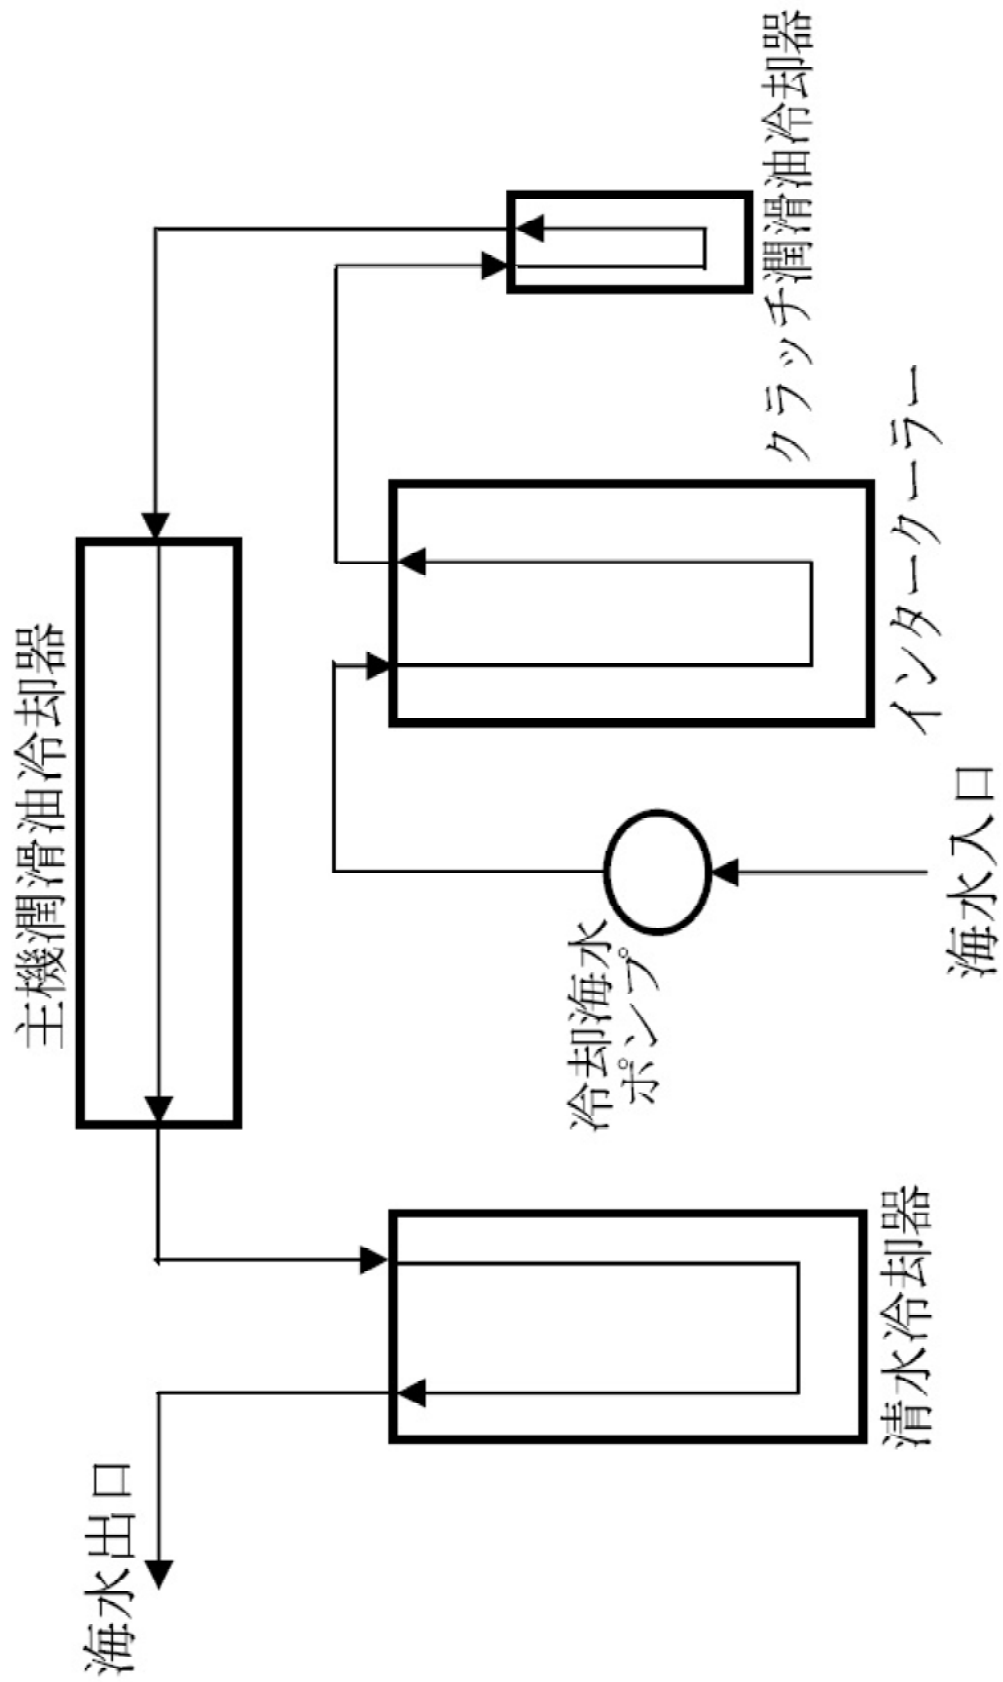 主機潤滑油冷却器
クラッチ潤滑油冷却器
インタークーラー
海水入口
冷却海水
ポンプ
清水冷却器
海水出口